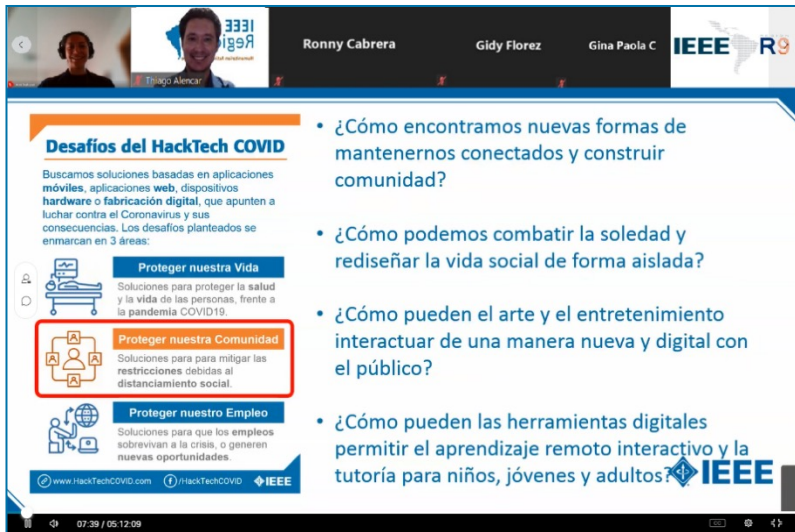 IEEE
Regi
Thiago Alencar
Ronny Cabrera
Gidy Florez
Gina Paola C
IEEE R9
Desafíos del HackTech COVID
Buscamos soluciones basadas en aplicaciones
móviles, aplicaciones web, dispositivos
hardware o fabricación digital, que apunten a
luchar contra el Coronavirus y sus
consecuencias. Los desafíos planteados se
enmarcan en 3 áreas:
Proteger nuestra Vida
Soluciones para proteger la salud
y la vida de las personas, frente a
la pandemia COVID19.
Proteger nuestra Comunidad
Soluciones para para mitigar las
restricciones debidas al
distanciamiento social.
Proteger nuestro Empleo
Soluciones para que los empleos
sobrevivan a la crisis, o generen
nuevas oportunidades.
www.HackTechCOVID.com /HackTechCOVID IEEE
• ¿Cómo encontramos nuevas formas de
mantenernos conectados y construir
comunidad?
• ¿Cómo podemos combatir la soledad y
rediseñar la vida social de forma aislada?
• ¿Cómo pueden el arte y el entretenimiento
interactuar de una manera nueva y digital con
el público?
• ¿Cómo pueden las herramientas digitales
permitir el aprendizaje remoto interactivo y la
tutoría para niños, jóvenes y adultos?
IEEE
07:39 / 05:12:09
CC